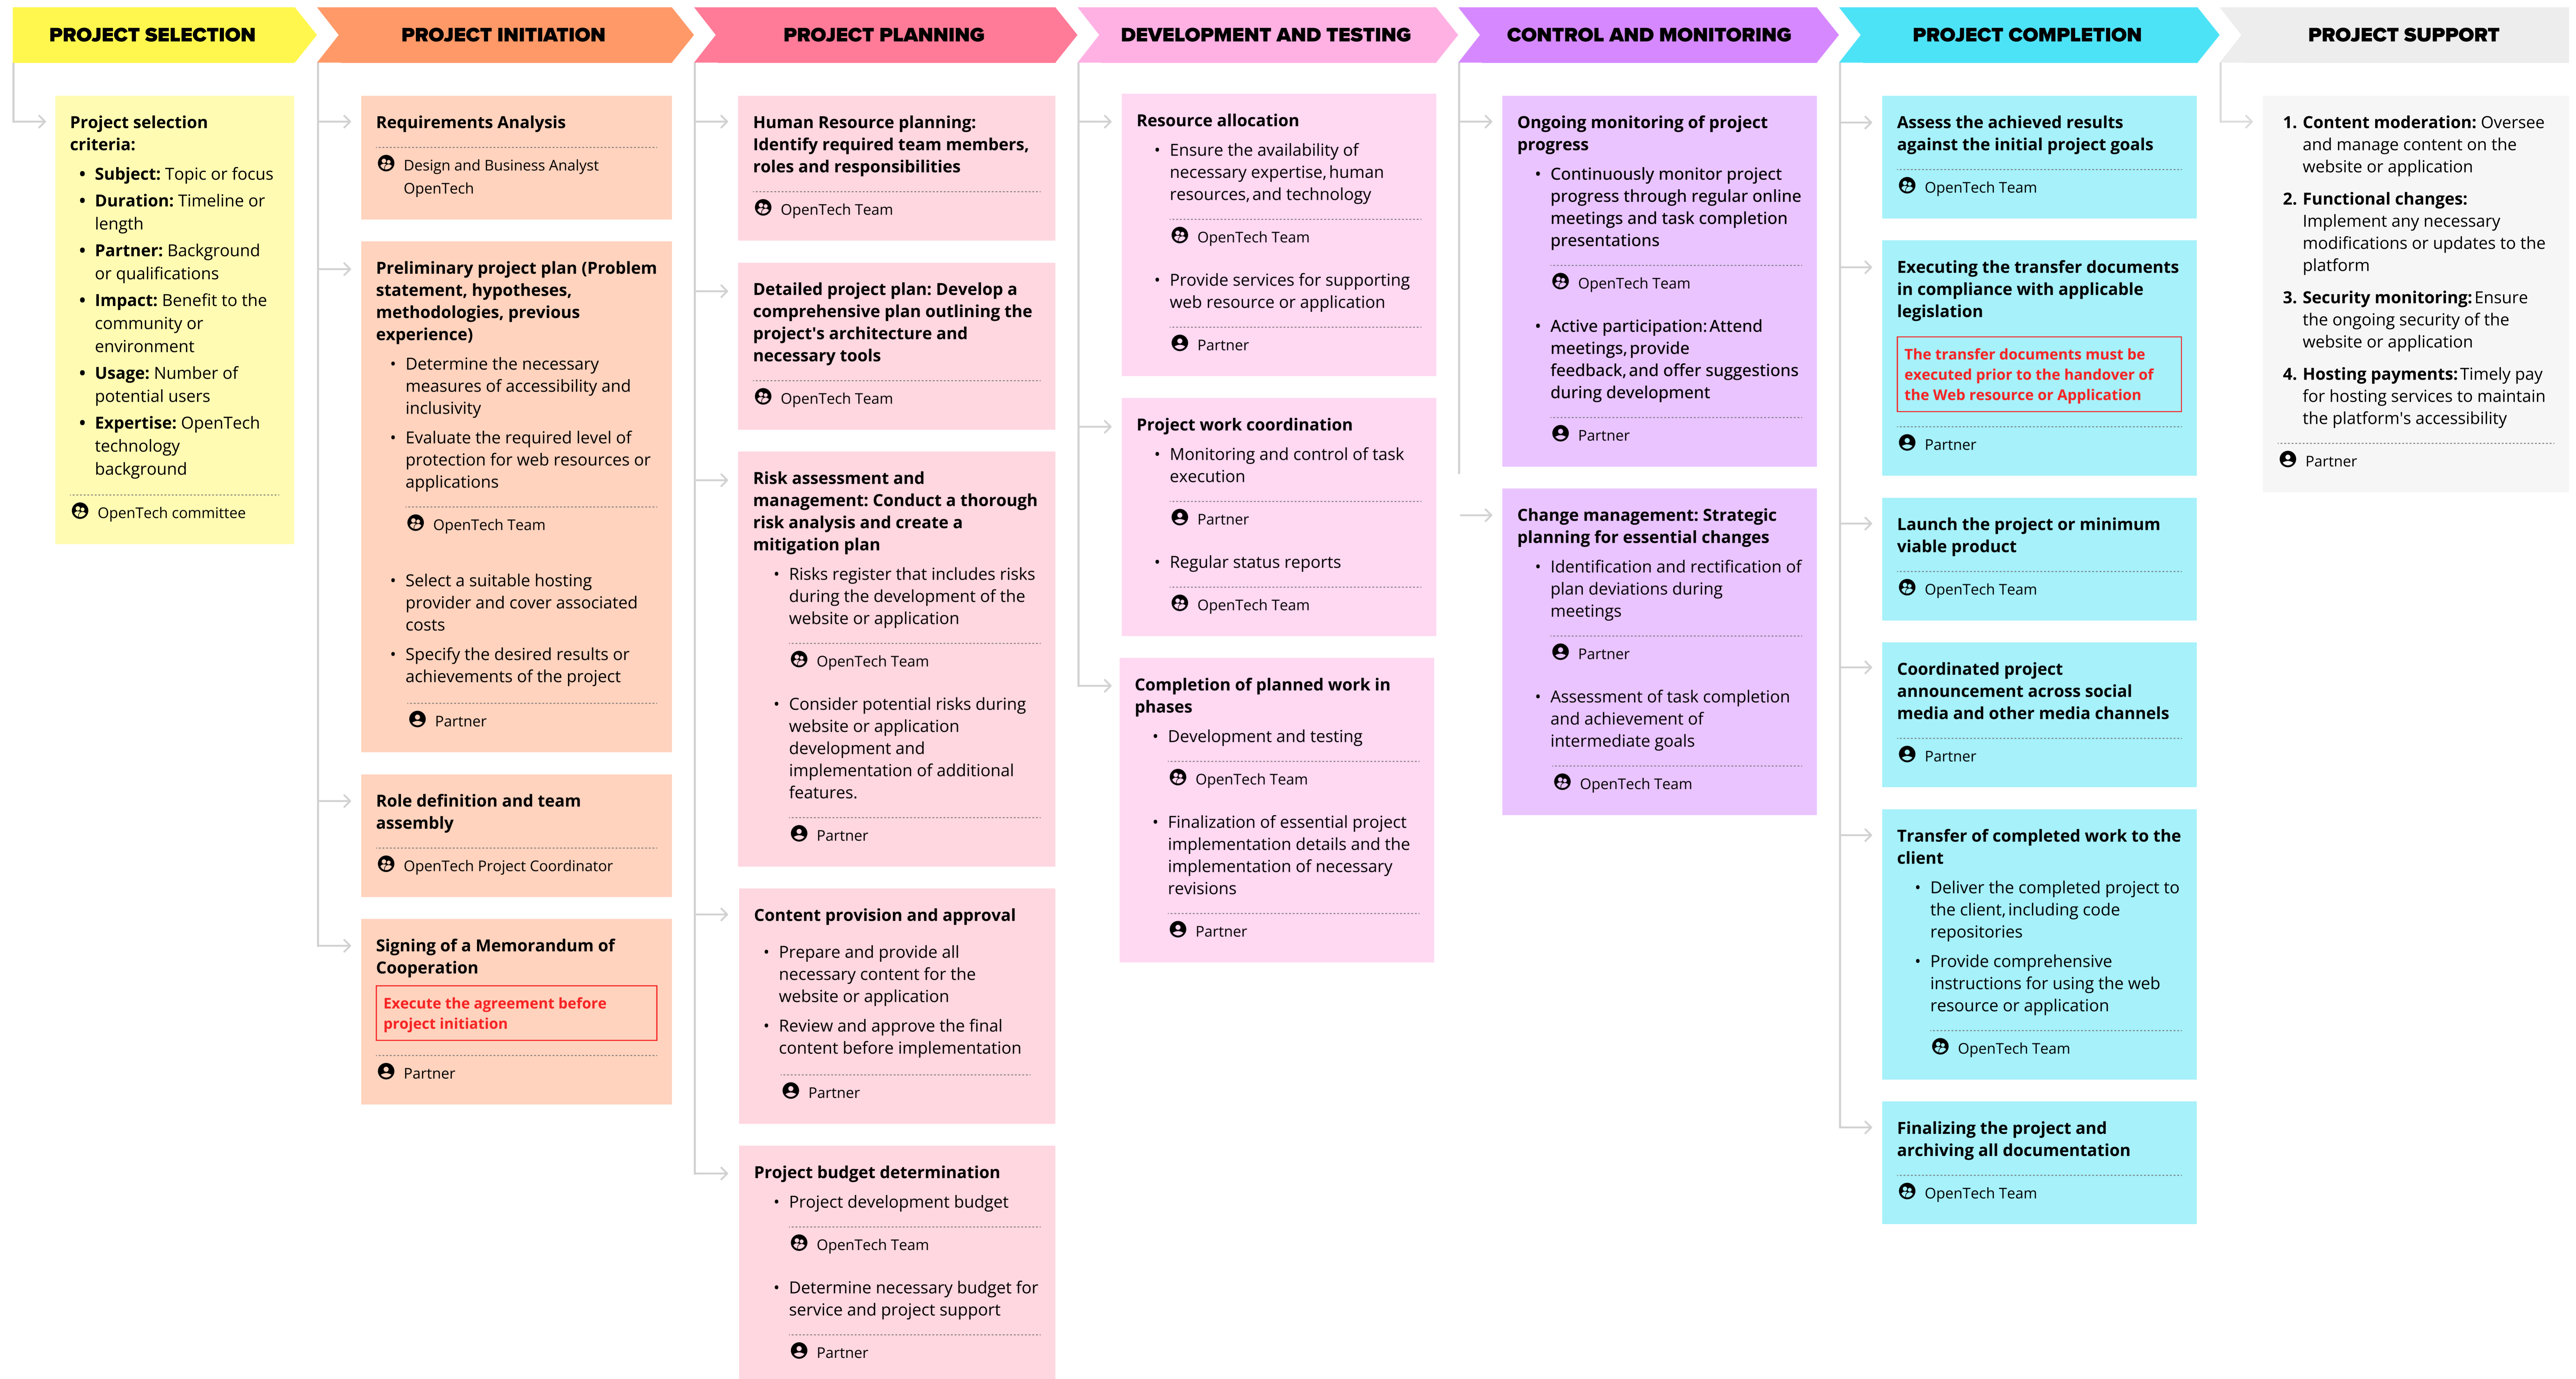 PROJECT SELECTION
PROJECT INITIATION
PROJECT PLANNING
DEVELOPMENT AND TESTING
CONTROL AND MONITORING
PROJECT COMPLETION
PROJECT SUPPORT
Project selection
criteria:
• Subject: Topic or focus
• Duration: Timeline or
length
• Partner: Background
or qualifications
• Impact: Benefit to the
community or
environment
• Usage: Number of
potential users
• Expertise: OpenTech
technology
background
OpenTech committee
Requirements Analysis
Design and Business Analyst
OpenTech
Preliminary project plan (Problem
statement, hypotheses,
methodologies, previous
experience)
• Determine the necessary
measures of accessibility and
inclusivity
• Evaluate the required level of
protection for web resources or
applications
OpenTech Team
• Select a suitable hosting
provider and cover associated
costs
• Specify the desired results or
achievements of the project
Partner
Role definition and team
assembly
OpenTech Project Coordinator
Signing of a Memorandum of
Cooperation
Execute the agreement before
project initiation
Partner
Human Resource planning:
Identify required team members,
roles and responsibilities
OpenTech Team
Detailed project plan: Develop a
comprehensive plan outlining the
project's architecture and
necessary tools
OpenTech Team
Risk assessment and
management: Conduct a thorough
risk analysis and create a
mitigation plan
• Risks register that includes risks
during the development of the
website or application
OpenTech Team
• Consider potential risks during
website or application
development and
implementation of additional
features.
Partner
Content provision and approval
• Prepare and provide all
necessary content for the
website or application
• Review and approve the final
content before implementation
Partner
Project budget determination
• Project development budget
OpenTech Team
• Determine necessary budget for
service and project support
Partner
Resource allocation
• Ensure the availability of
necessary expertise, human
resources, and technology
OpenTech Team
• Provide services for supporting
web resource or application
Partner
Project work coordination
• Monitoring and control of task
execution
Partner
• Regular status reports
OpenTech Team
Completion of planned work in
phases
• Development and testing
OpenTech Team
• Finalization of essential project
implementation details and the
implementation of necessary
revisions
Partner
Ongoing monitoring of project
progress
• Continuously monitor project
progress through regular online
meetings and task completion
presentations
OpenTech Team
• Active participation: Attend
meetings, provide
feedback, and offer suggestions
during development
Partner
Change management: Strategic
planning for essential changes
• Identification and rectification of
plan deviations during
meetings
Partner
• Assessment of task completion
and achievement of
intermediate goals
OpenTech Team
Assess the achieved results
against the initial project goals
OpenTech Team
Executing the transfer documents
in compliance with applicable
legislation
The transfer documents must be
executed prior to the handover of
the Web resource or Application
Partner
Launch the project or minimum
viable product
OpenTech Team
Coordinated project
announcement across social
media and other media channels
Partner
Transfer of completed work to the
client
• Deliver the completed project to
the client, including code
repositories
• Provide comprehensive
instructions for using the web
resource or application
OpenTech Team
Finalizing the project and
archiving all documentation
OpenTech Team
1. Content moderation: Oversee
and manage content on the
website or application
2. Functional changes:
Implement any necessary
modifications or updates to the
platform
3. Security monitoring: Ensure
the ongoing security of the
website or application
4. Hosting payments: Timely pay
for hosting services to maintain
the platform's accessibility
Partner